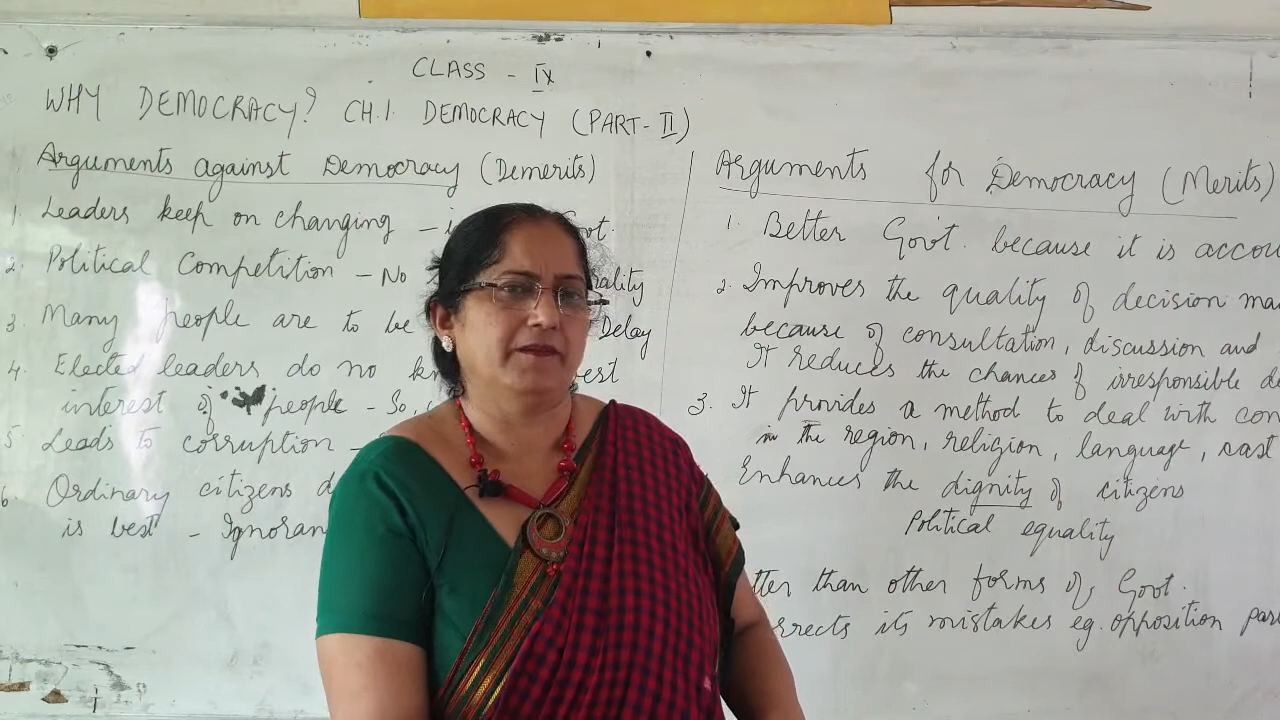 CLASS - IX
WHY DEMOCRACY? CH.1. DEMOCRACY (PART-II)
Arguments against Democracy (Demerits)
1 Leaders keep on changing -
2. Political Competition - No
3. Many people are to be Delay
4. Elected leaders do no
interest of people - So,
5 Leads to corruption -
6. Ordinary citizens
is best -
Arguments for Democracy (Merits)
1. Better Gov't. because it is
2. Improves the quality of decision
because of consultation, discussion and
It reduces the chances of irresponsible
3. It provides a method to deal with
in the region, religion, language,
Enhances the dignity of citizens
Political equality
than other forms of Govt.
its mistakes eg. opposition